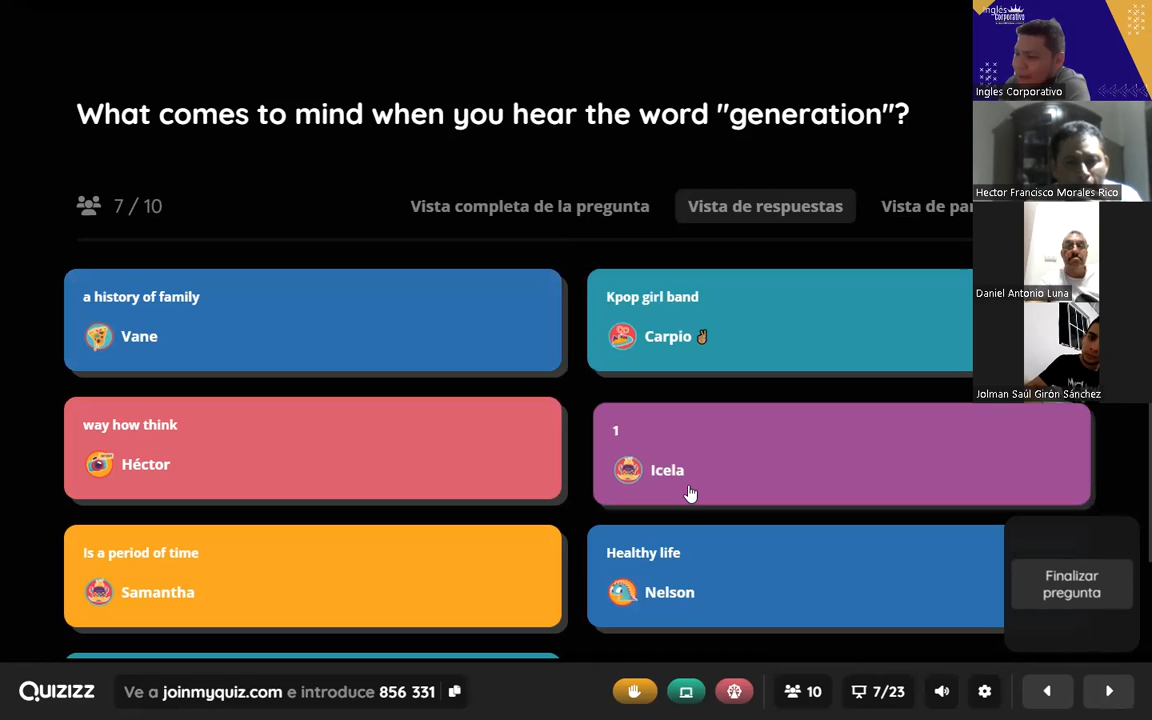 What comes to mind when you hear the word "generation"?
7 / 10
Vista completa de la pregunta
Vista de respuestas
Vista de par
a history of family
Vane
Kpop girl band
Carpio ✌🏾
way how think
Héctor
1
Icela
Is a period of time
Samantha
Healthy life
Nelson
Finalizar
pregunta
Inglés
Corporativo
Ingles Corporativo
Hector Francisco Morales Rico
Daniel Antonio Luna
Jolman Saúl Girón Sánchez
Quizizz
Ve a joinmyquiz.com e introduce 856 331
10
7/23